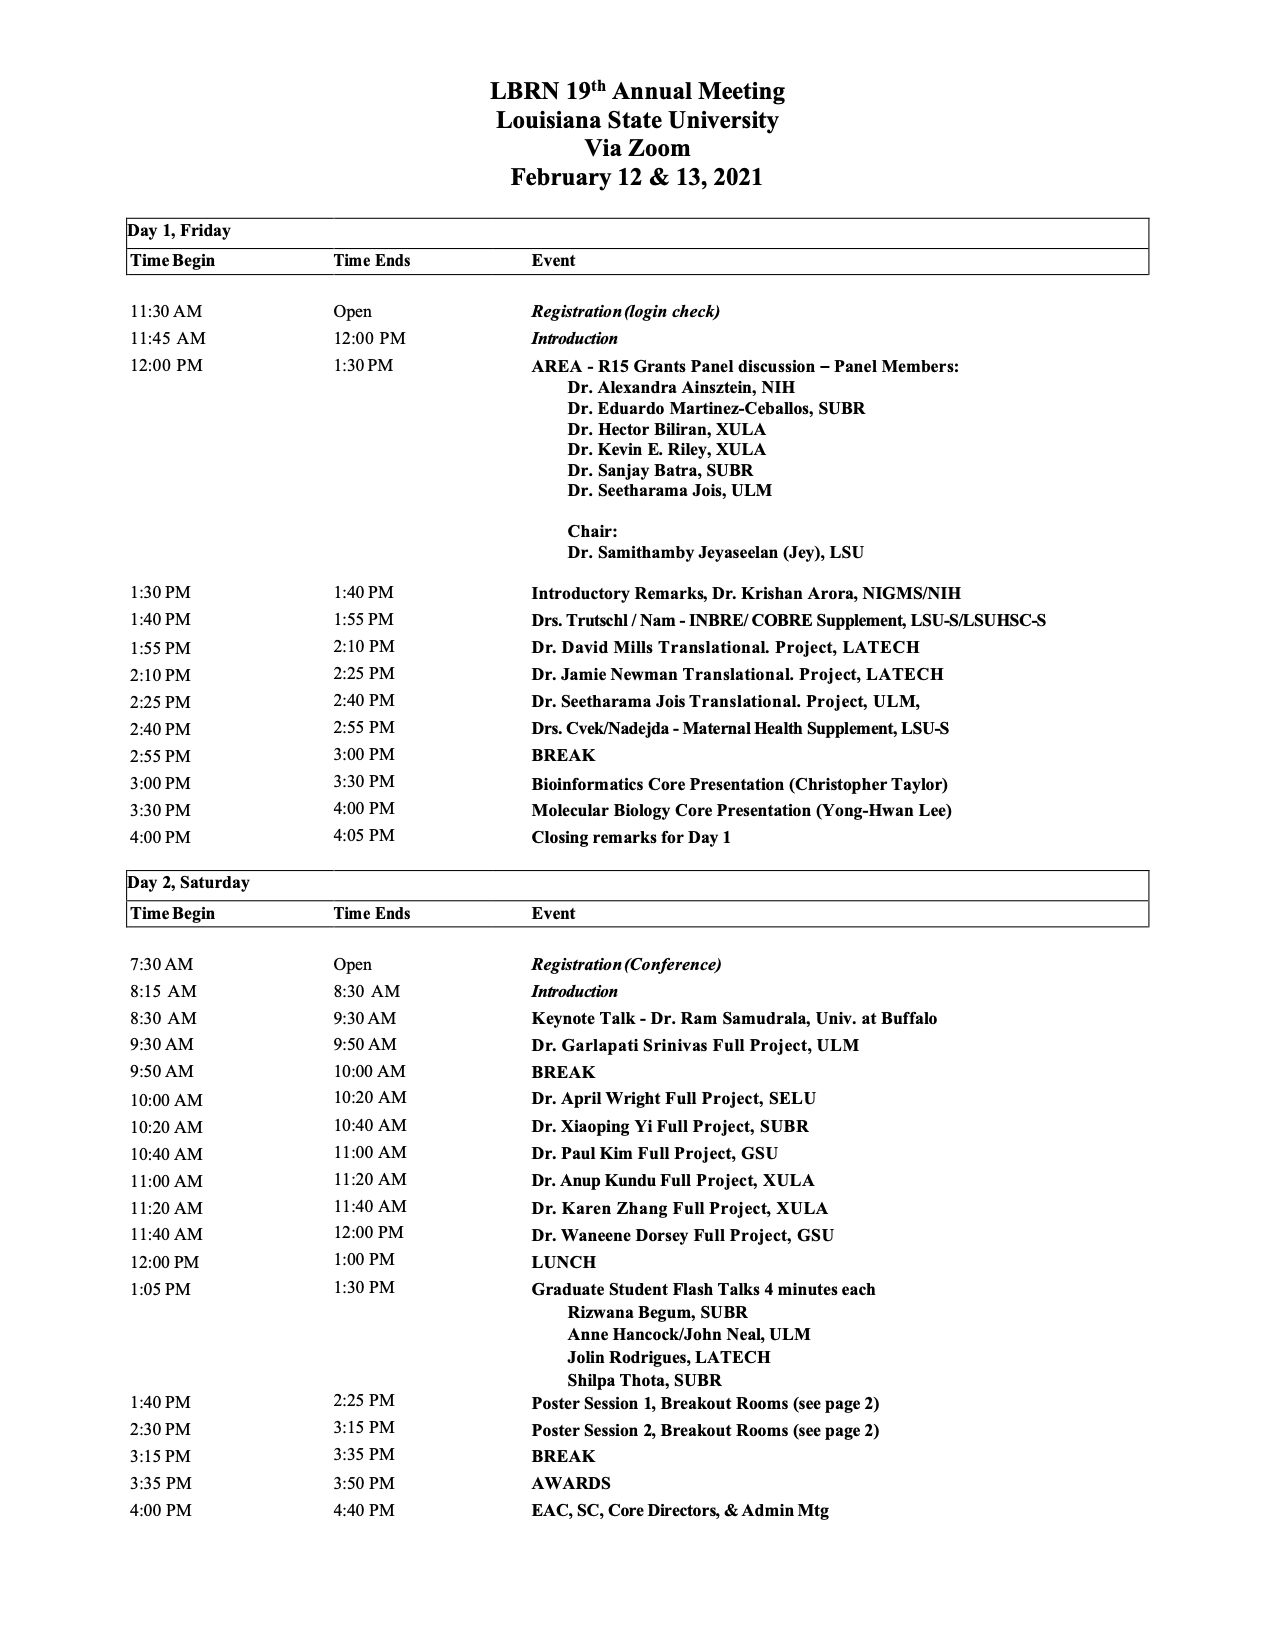 LBRN 19th Annual Meeting
Louisiana State University
Via Zoom
February 12 & 13, 2021
Day 1, Friday
Time Begin Time Ends Event
11:30 AM Open Registration (login check)
11:45 AM 12:00 PM Introduction
12:00 PM 1:30 PM AREA - R15 Grants Panel discussion – Panel Members:
Dr. Alexandra Ainsztein, NIH
Dr. Eduardo Martinez-Ceballos, SUBR
Dr. Hector Biliran, XULA
Dr. Kevin E. Riley, XULA
Dr. Sanjay Batra, SUBR
Dr. Seetharama Jois, ULM
Chair:
Dr. Samithamby Jeyaseelan (Jey), LSU
1:30 PM 1:40 PM Introductory Remarks, Dr. Krishan Arora, NIGMS/NIH
1:40 PM 1:55 PM Drs. Trutschl / Nam - INBRE/ COBRE Supplement, LSU-S/LSUHSC-S
1:55 PM 2:10 PM Dr. David Mills Translational. Project, LATECH
2:10 PM 2:25 PM Dr. Jamie Newman Translational. Project, LATECH
2:25 PM 2:40 PM Dr. Seetharama Jois Translational. Project, ULM,
2:40 PM 2:55 PM Drs. Cvek/Nadejda - Maternal Health Supplement, LSU-S
2:55 PM 3:00 PM BREAK
3:00 PM 3:30 PM Bioinformatics Core Presentation (Christopher Taylor)
3:30 PM 4:00 PM Molecular Biology Core Presentation (Yong-Hwan Lee)
4:00 PM 4:05 PM Closing remarks for Day 1
Day 2, Saturday
Time Begin Time Ends Event
7:30 AM Open Registration (Conference)
8:15 AM 8:30 AM Introduction
8:30 AM 9:30 AM Keynote Talk - Dr. Ram Samudrala, Univ. at Buffalo
9:30 AM 9:50 AM Dr. Garlapati Srinivas Full Project, ULM
9:50 AM 10:00 AM BREAK
10:00 AM 10:20 AM Dr. April Wright Full Project, SELU
10:20 AM 10:40 AM Dr. Xiaoping Yi Full Project, SUBR
10:40 AM 11:00 AM Dr. Paul Kim Full Project, GSU
11:00 AM 11:20 AM Dr. Anup Kundu Full Project, XULA
11:20 AM 11:40 AM Dr. Karen Zhang Full Project, XULA
11:40 AM 12:00 PM Dr. Waneene Dorsey Full Project, GSU
12:00 PM 1:00 PM LUNCH
1:05 PM 1:30 PM Graduate Student Flash Talks 4 minutes each
Rizwana Begum, SUBR
Anne Hancock/John Neal, ULM
Jolin Rodrigues, LATECH
Shilpa Thota, SUBR
1:40 PM 2:25 PM Poster Session 1, Breakout Rooms (see page 2)
2:30 PM 3:15 PM Poster Session 2, Breakout Rooms (see page 2)
3:15 PM 3:35 PM BREAK
3:35 PM 3:50 PM AWARDS
4:00 PM 4:40 PM EAC, SC, Core Directors, & Admin Mtg